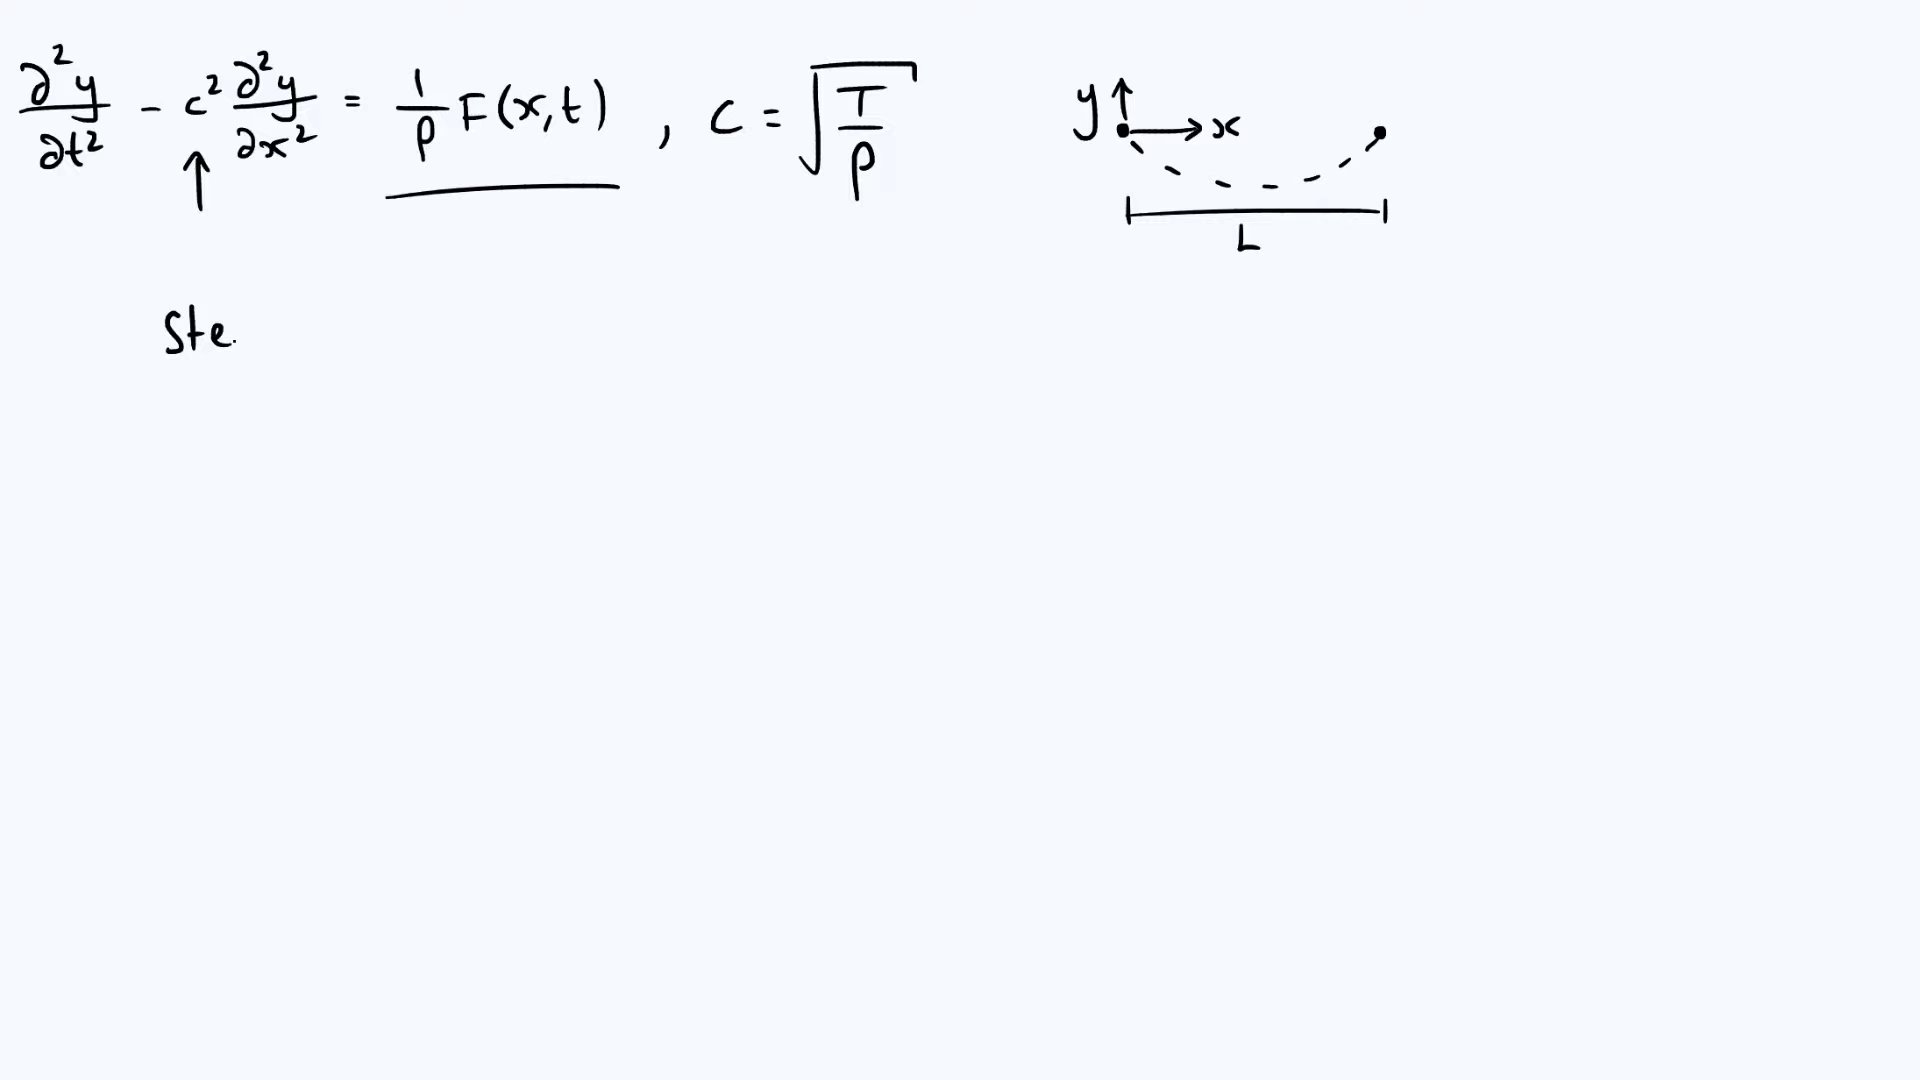 ∂²y/∂t² - c² ∂²y/∂x² = 1/ρ F(x,t) , c = √(T/ρ)
y x
L
Ste